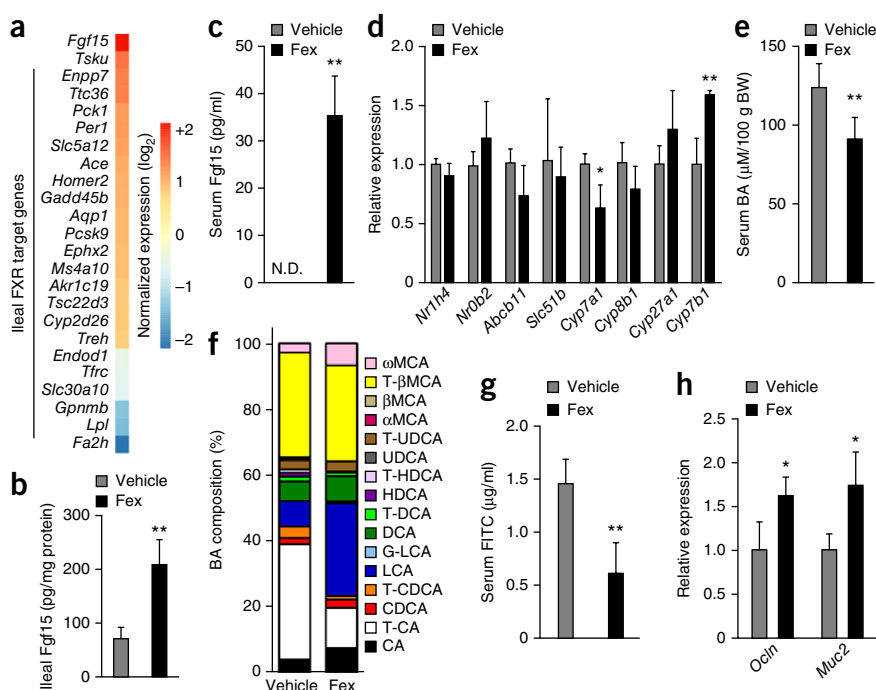 a
Fgf15
Tsku
Enpp7
Ttc36
Pck1
Per1
Slc5a12
Ace
Homer2
Gadd45b
Aqp1
Pcsk9
Ephx2
Ms4a10
Akr1c19
Tsc22d3
Cyp2d26
Treh
Endod1
Tfrc
Slc30a10
Gpnmb
Lpl
Fa2h
Ileal FXR target genes
+2
1
0
−1
−2
Normalized expression (log2)
b
Vehicle
Fex
300
200
100
0
**
Ileal Fgf15 (pg/mg protein)
c
Vehicle
Fex
50
40
30
20
10
0
**
N.D.
Serum Fgf15 (pg/ml)
d
Vehicle
Fex
2.0
1.5
1.0
0.5
0
*
**
Relative expression
Nr1h4
Nr0b2
Abcb11
Slc51b
Cyp7a1
Cyp8b1
Cyp27a1
Cyp7b1
e
Vehicle
Fex
150
100
50
0
**
Serum BA (µM/100 g BW)
f
100
80
60
40
20
0
BA composition (%)
Vehicle Fex
ωMCA
T-βMCA
βMCA
αMCA
T-UDCA
UDCA
T-HDCA
HDCA
T-DCA
DCA
G-LCA
LCA
T-CDCA
CDCA
T-CA
CA
g
Vehicle
Fex
1.5
1.0
0.5
0
**
Serum FITC (µg/ml)
h
Vehicle
Fex
2.5
2.0
1.5
1.0
0.5
0
*
*
Relative expression
Ocln
Muc2